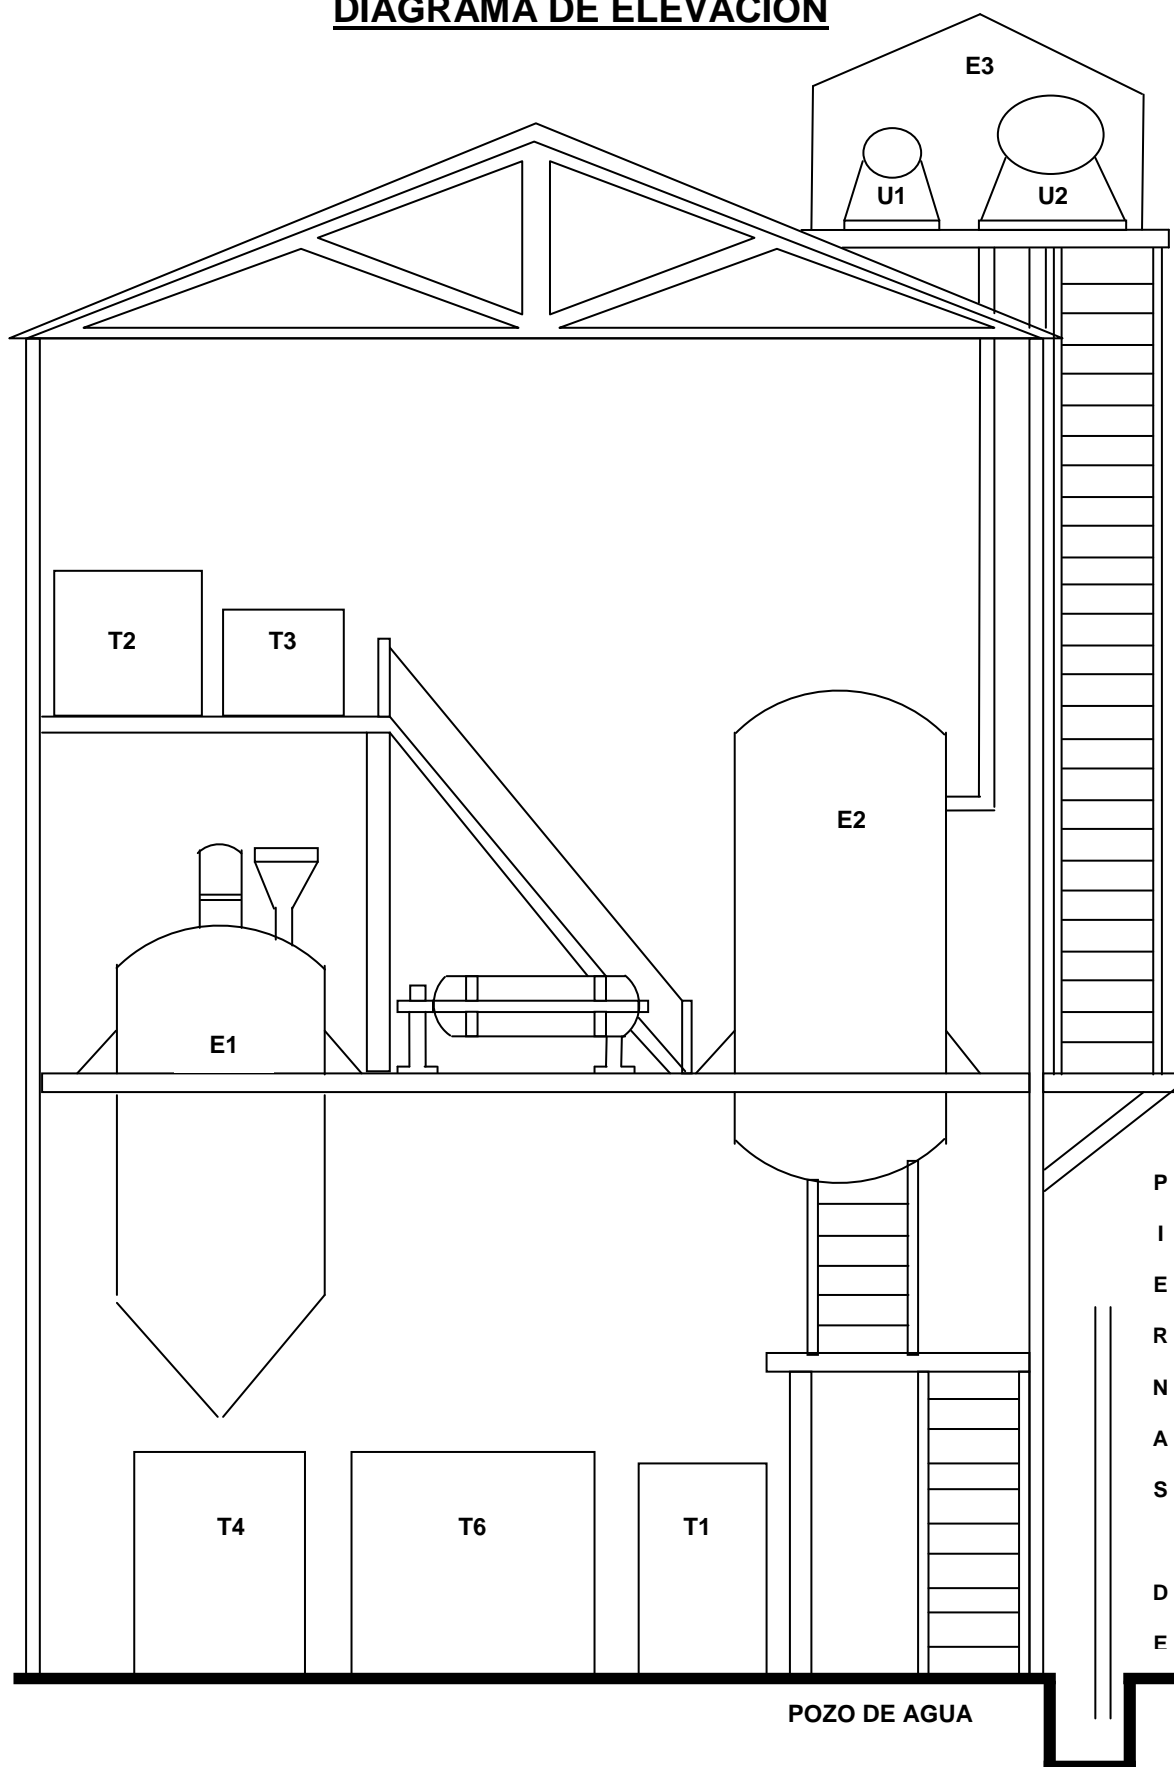 DIAGRAMA DE ELEVACION
E3
U1
U2
T2
T3
E2
E1
P
I
E
R
N
A
S
D
E
T4
T6
T1
POZO DE AGUA